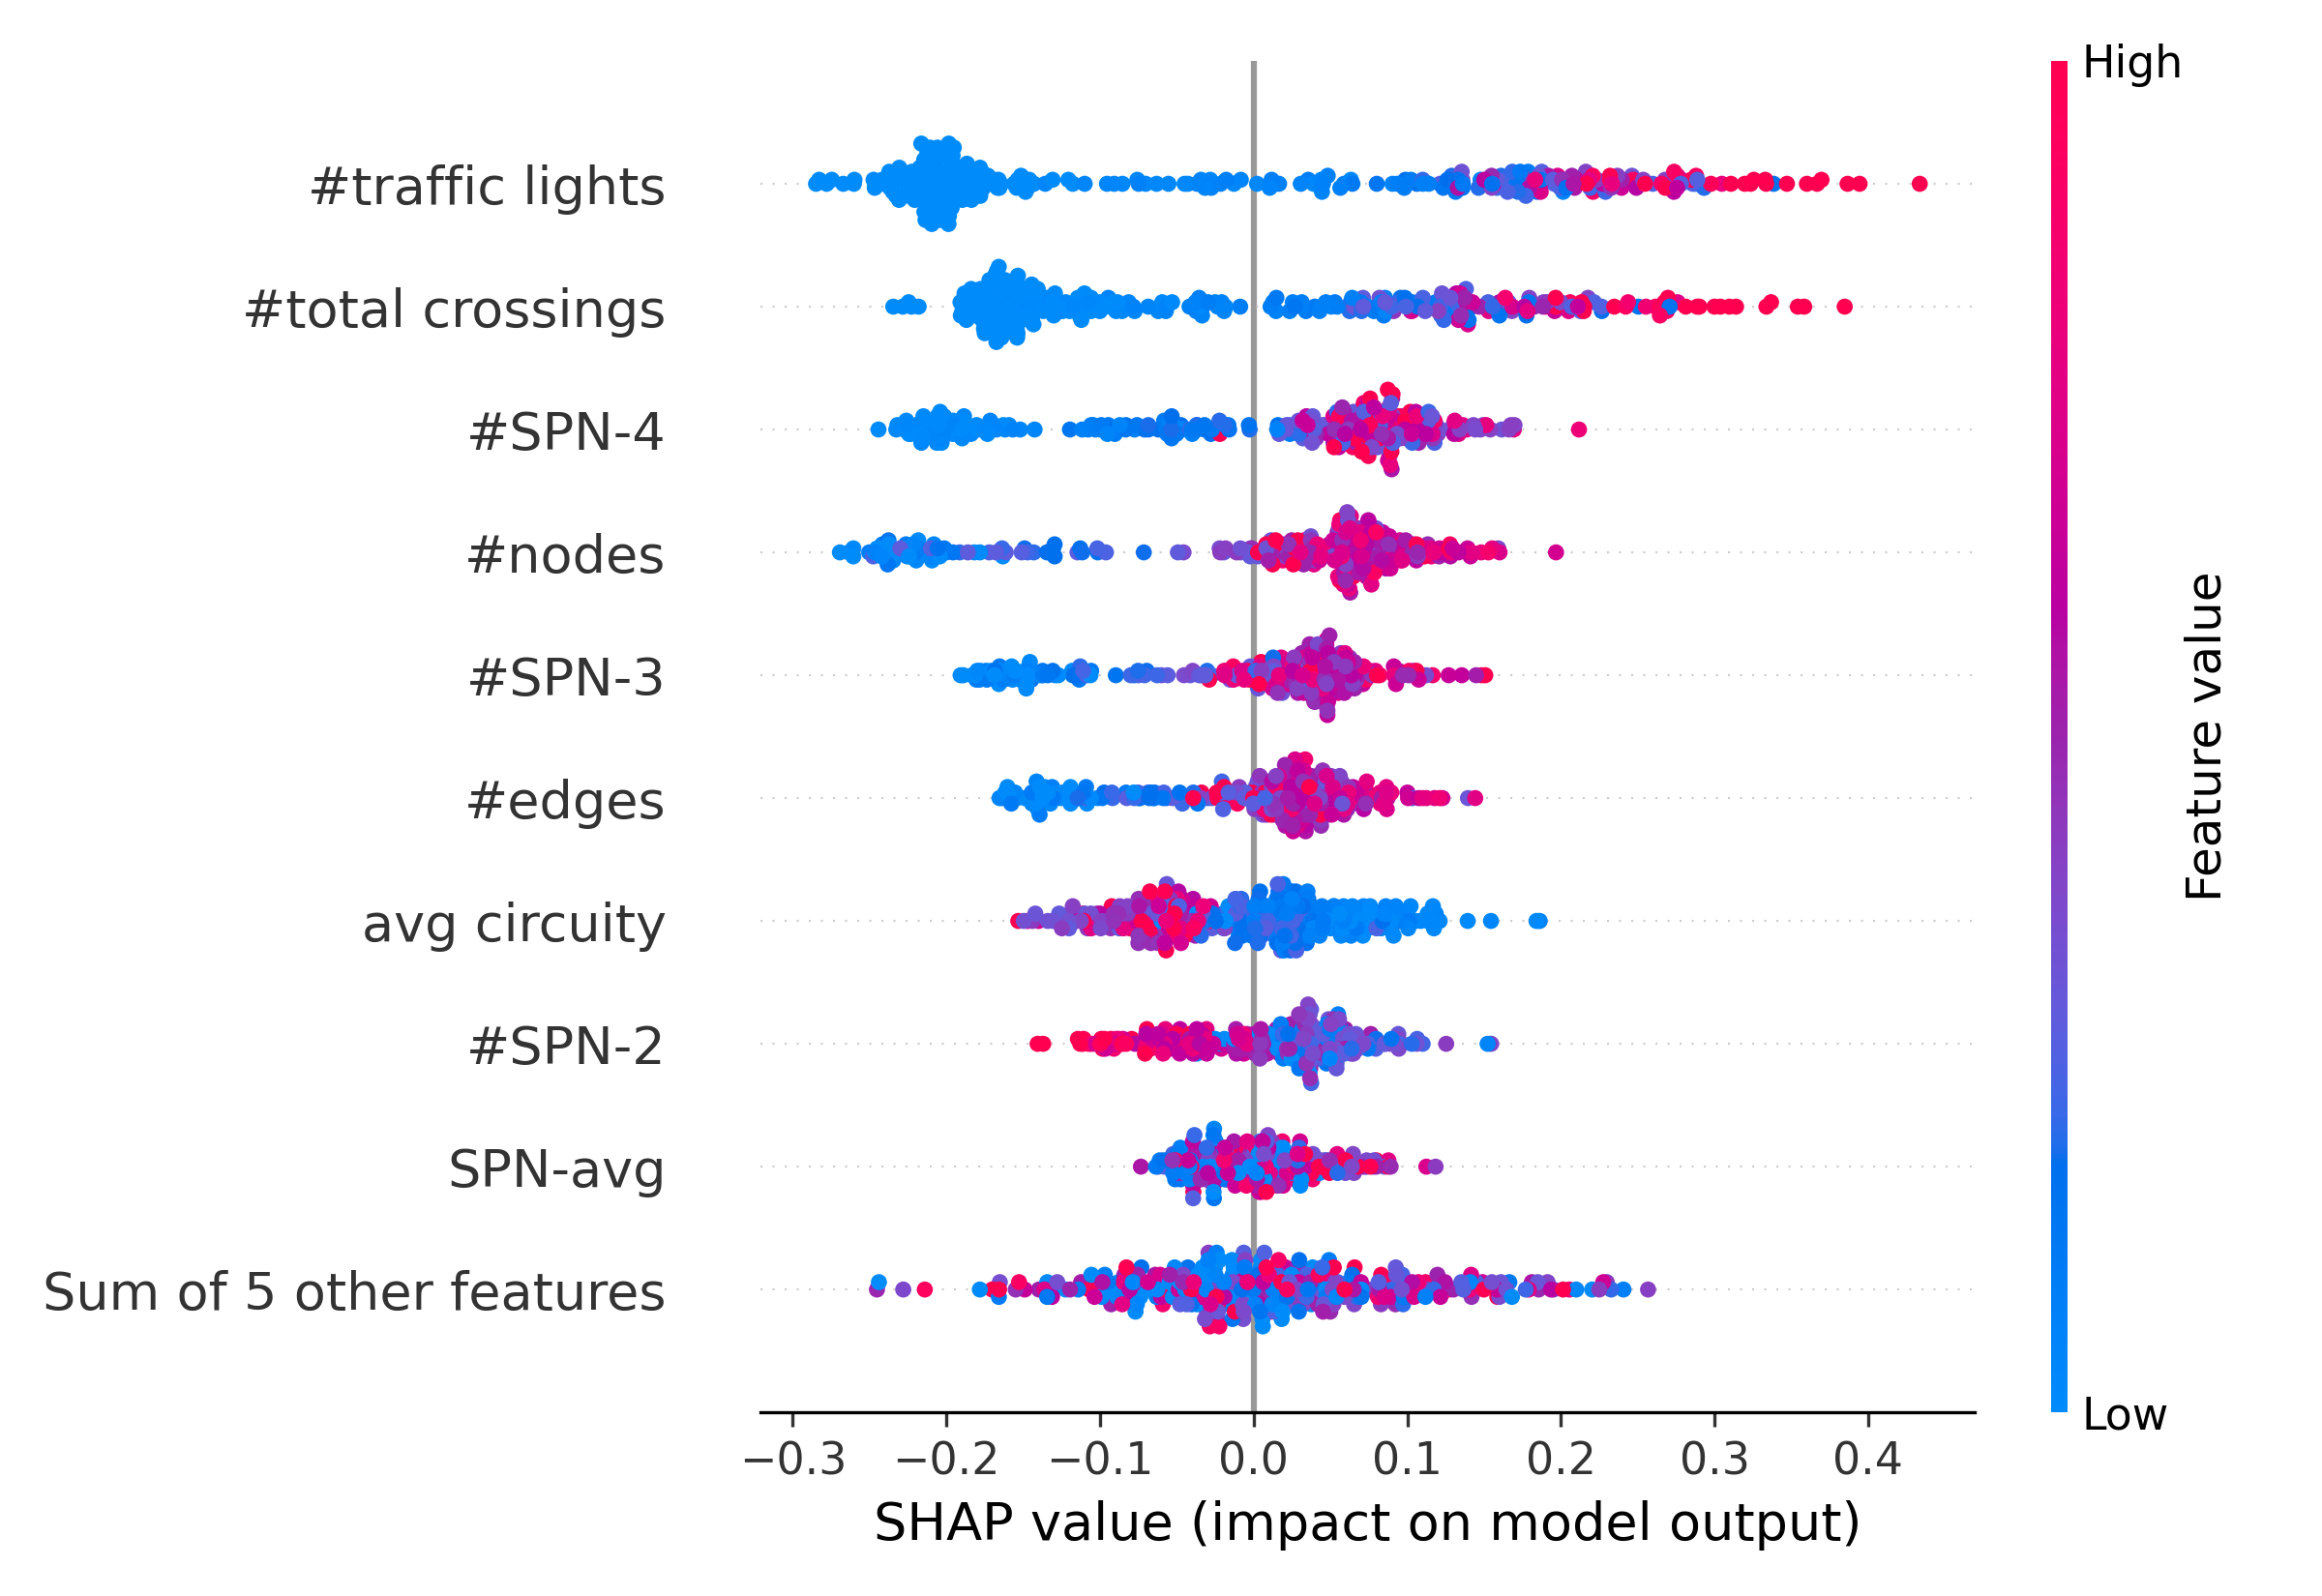 High
#traffic lights
#total crossings
#SPN-4
#nodes
#SPN-3
#edges
avg circuity
#SPN-2
SPN-avg
Sum of 5 other features
Feature value
Low
−0.3 −0.2 −0.1 0.0 0.1 0.2 0.3 0.4
SHAP value (impact on model output)